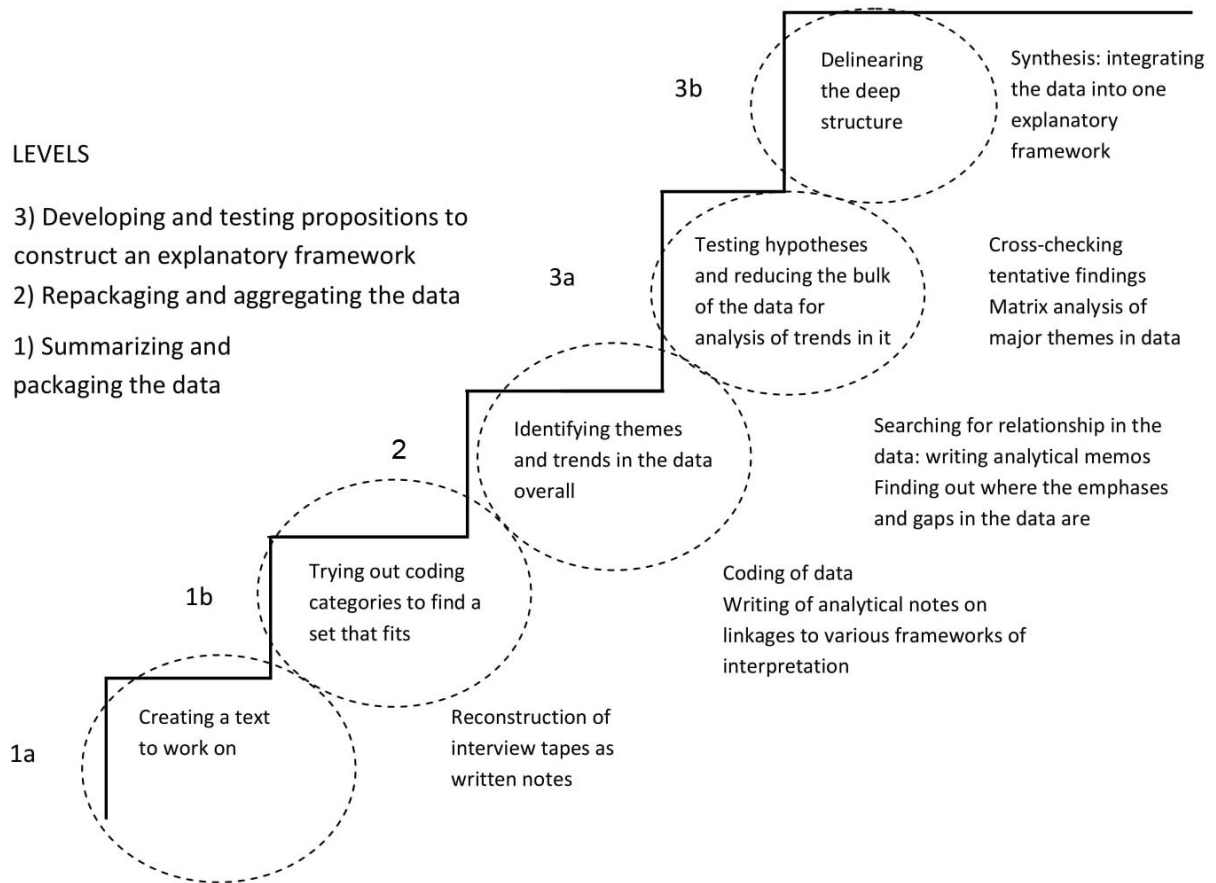 3b
Delinearing
the deep
structure
Synthesis: integrating
the data into one
explanatory
framework
LEVELS
3) Developing and testing propositions to
construct an explanatory framework
2) Repackaging and aggregating the data
1) Summarizing and
packaging the data
3a
Testing hypotheses
and reducing the bulk
of the data for
analysis of trends in it
Cross-checking
tentative findings
Matrix analysis of
major themes in data
2
Identifying themes
and trends in the data
overall
Searching for relationship in the
data: writing analytical memos
Finding out where the emphases
and gaps in the data are
1b
Trying out coding
categories to find a
set that fits
Coding of data
Writing of analytical notes on
linkages to various frameworks of
interpretation
1a
Creating a text
to work on
Reconstruction of
interview tapes as
written notes